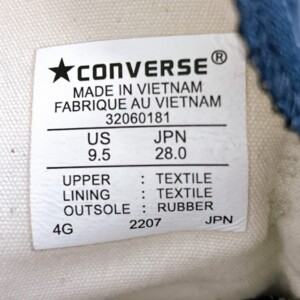 ★CONVERSE®
MADE IN VIETNAM
FABRIQUE AU VIETNAM
32060181
US JPN
9.5 28.0
UPPER : TEXTILE
LINING : TEXTILE
OUTSOLE : RUBBER
4G 2207 JPN